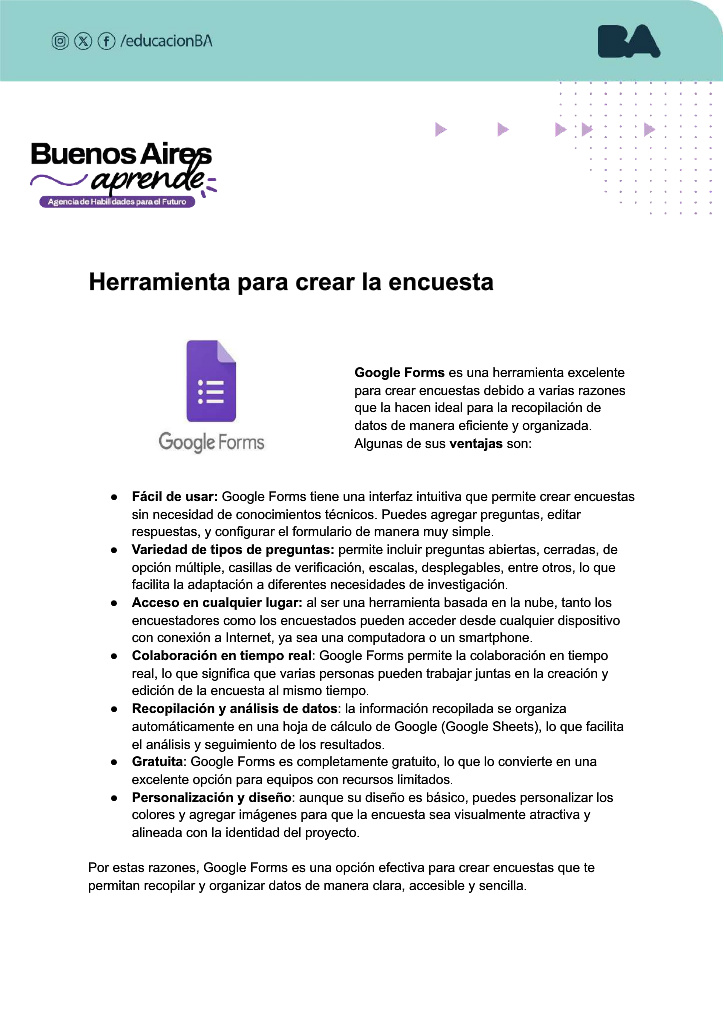 /educacionBA
BA
Buenos Aires
aprende
Agencia de Habilidades para el Futuro
Herramienta para crear la encuesta
Google Forms
Google Forms es una herramienta excelente
para crear encuestas debido a varias razones
que la hacen ideal para la recopilación de
datos de manera eficiente y organizada.
Algunas de sus ventajas son:
● Fácil de usar: Google Forms tiene una interfaz intuitiva que permite crear encuestas
sin necesidad de conocimientos técnicos. Puedes agregar preguntas, editar
respuestas, y configurar el formulario de manera muy simple.
● Variedad de tipos de preguntas: permite incluir preguntas abiertas, cerradas, de
opción múltiple, casillas de verificación, escalas, desplegables, entre otros, lo que
facilita la adaptación a diferentes necesidades de investigación.
● Acceso en cualquier lugar: al ser una herramienta basada en la nube, tanto los
encuestadores como los encuestados pueden acceder desde cualquier dispositivo
con conexión a Internet, ya sea una computadora o un smartphone.
● Colaboración en tiempo real: Google Forms permite la colaboración en tiempo
real, lo que significa que varias personas pueden trabajar juntas en la creación y
edición de la encuesta al mismo tiempo.
● Recopilación y análisis de datos: la información recopilada se organiza
automáticamente en una hoja de cálculo de Google (Google Sheets), lo que facilita
el análisis y seguimiento de los resultados.
● Gratuita: Google Forms es completamente gratuito, lo que lo convierte en una
excelente opción para equipos con recursos limitados.
● Personalización y diseño: aunque su diseño es básico, puedes personalizar los
colores y agregar imágenes para que la encuesta sea visualmente atractiva y
alineada con la identidad del proyecto.
Por estas razones, Google Forms es una opción efectiva para crear encuestas que te
permitan recopilar y organizar datos de manera clara, accesible y sencilla.